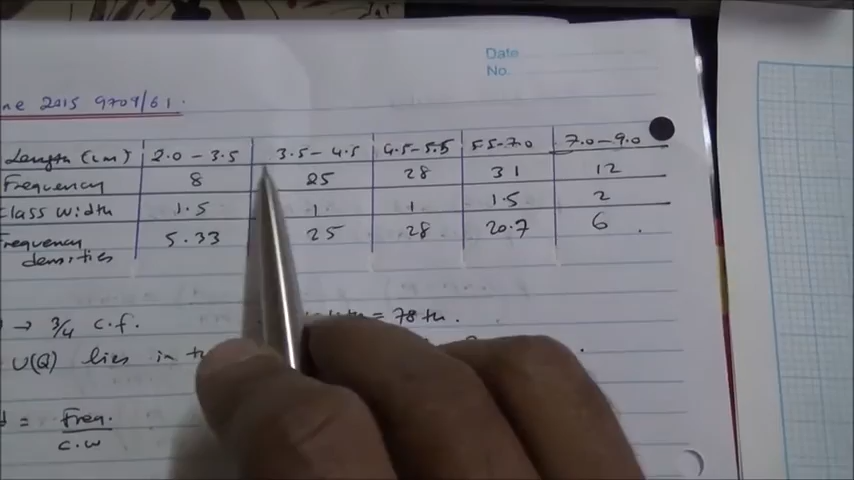 Date
No.
ne 2015 9709/61.
Length (cm) 2.0 - 3.5 3.5 - 4.5 4.5 - 5.5 5.5 - 7.0 7.0 - 9.0
Frequency 8 25 28 31 12
Class width 1.5 1 1 1.5 2
Frequency 5.33 25 28 20.7 6
densities
→ 3/4 c.f. = 78th.
U(Q) lies in
d = Freq.
c.w